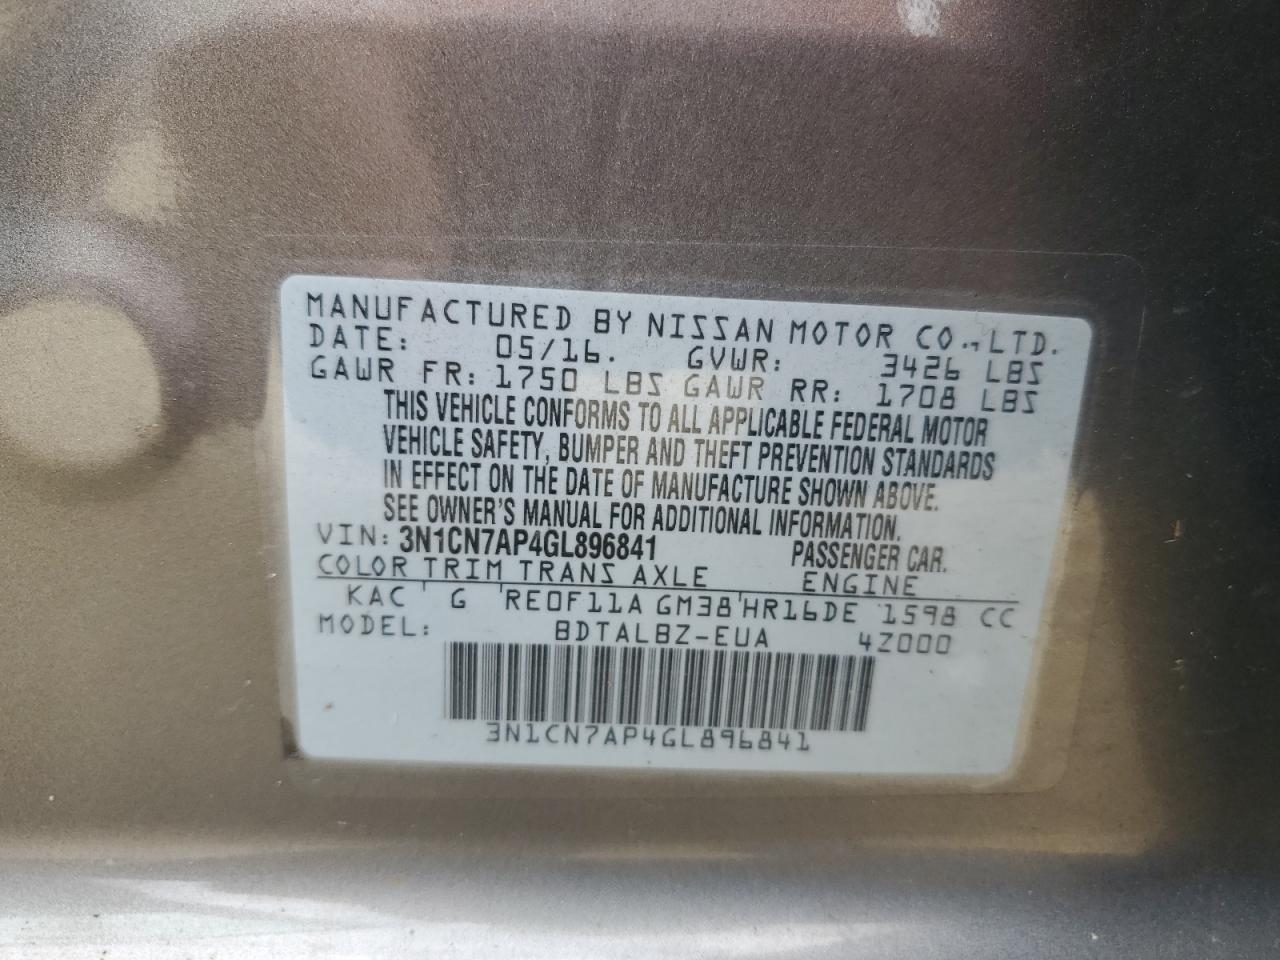 MANUFACTURED BY NISSAN MOTOR CO., LTD.
DATE: 05/16. GVWR: 3426 LBS
GAWR FR: 1750 LBS GAWR RR: 1708 LBS
THIS VEHICLE CONFORMS TO ALL APPLICABLE FEDERAL MOTOR
VEHICLE SAFETY, BUMPER AND THEFT PREVENTION STANDARDS
IN EFFECT ON THE DATE OF MANUFACTURE SHOWN ABOVE.
SEE OWNER'S MANUAL FOR ADDITIONAL INFORMATION.
VIN: 3N1CN7AP4GL896841 PASSENGER CAR.
COLOR TRIM TRANS AXLE ENGINE
KAC ' G RE0F11A GM38'HR16DE 1598 CC
MODEL: BDTALBZ-EUA 4Z000
3N1CN7AP4GL896841